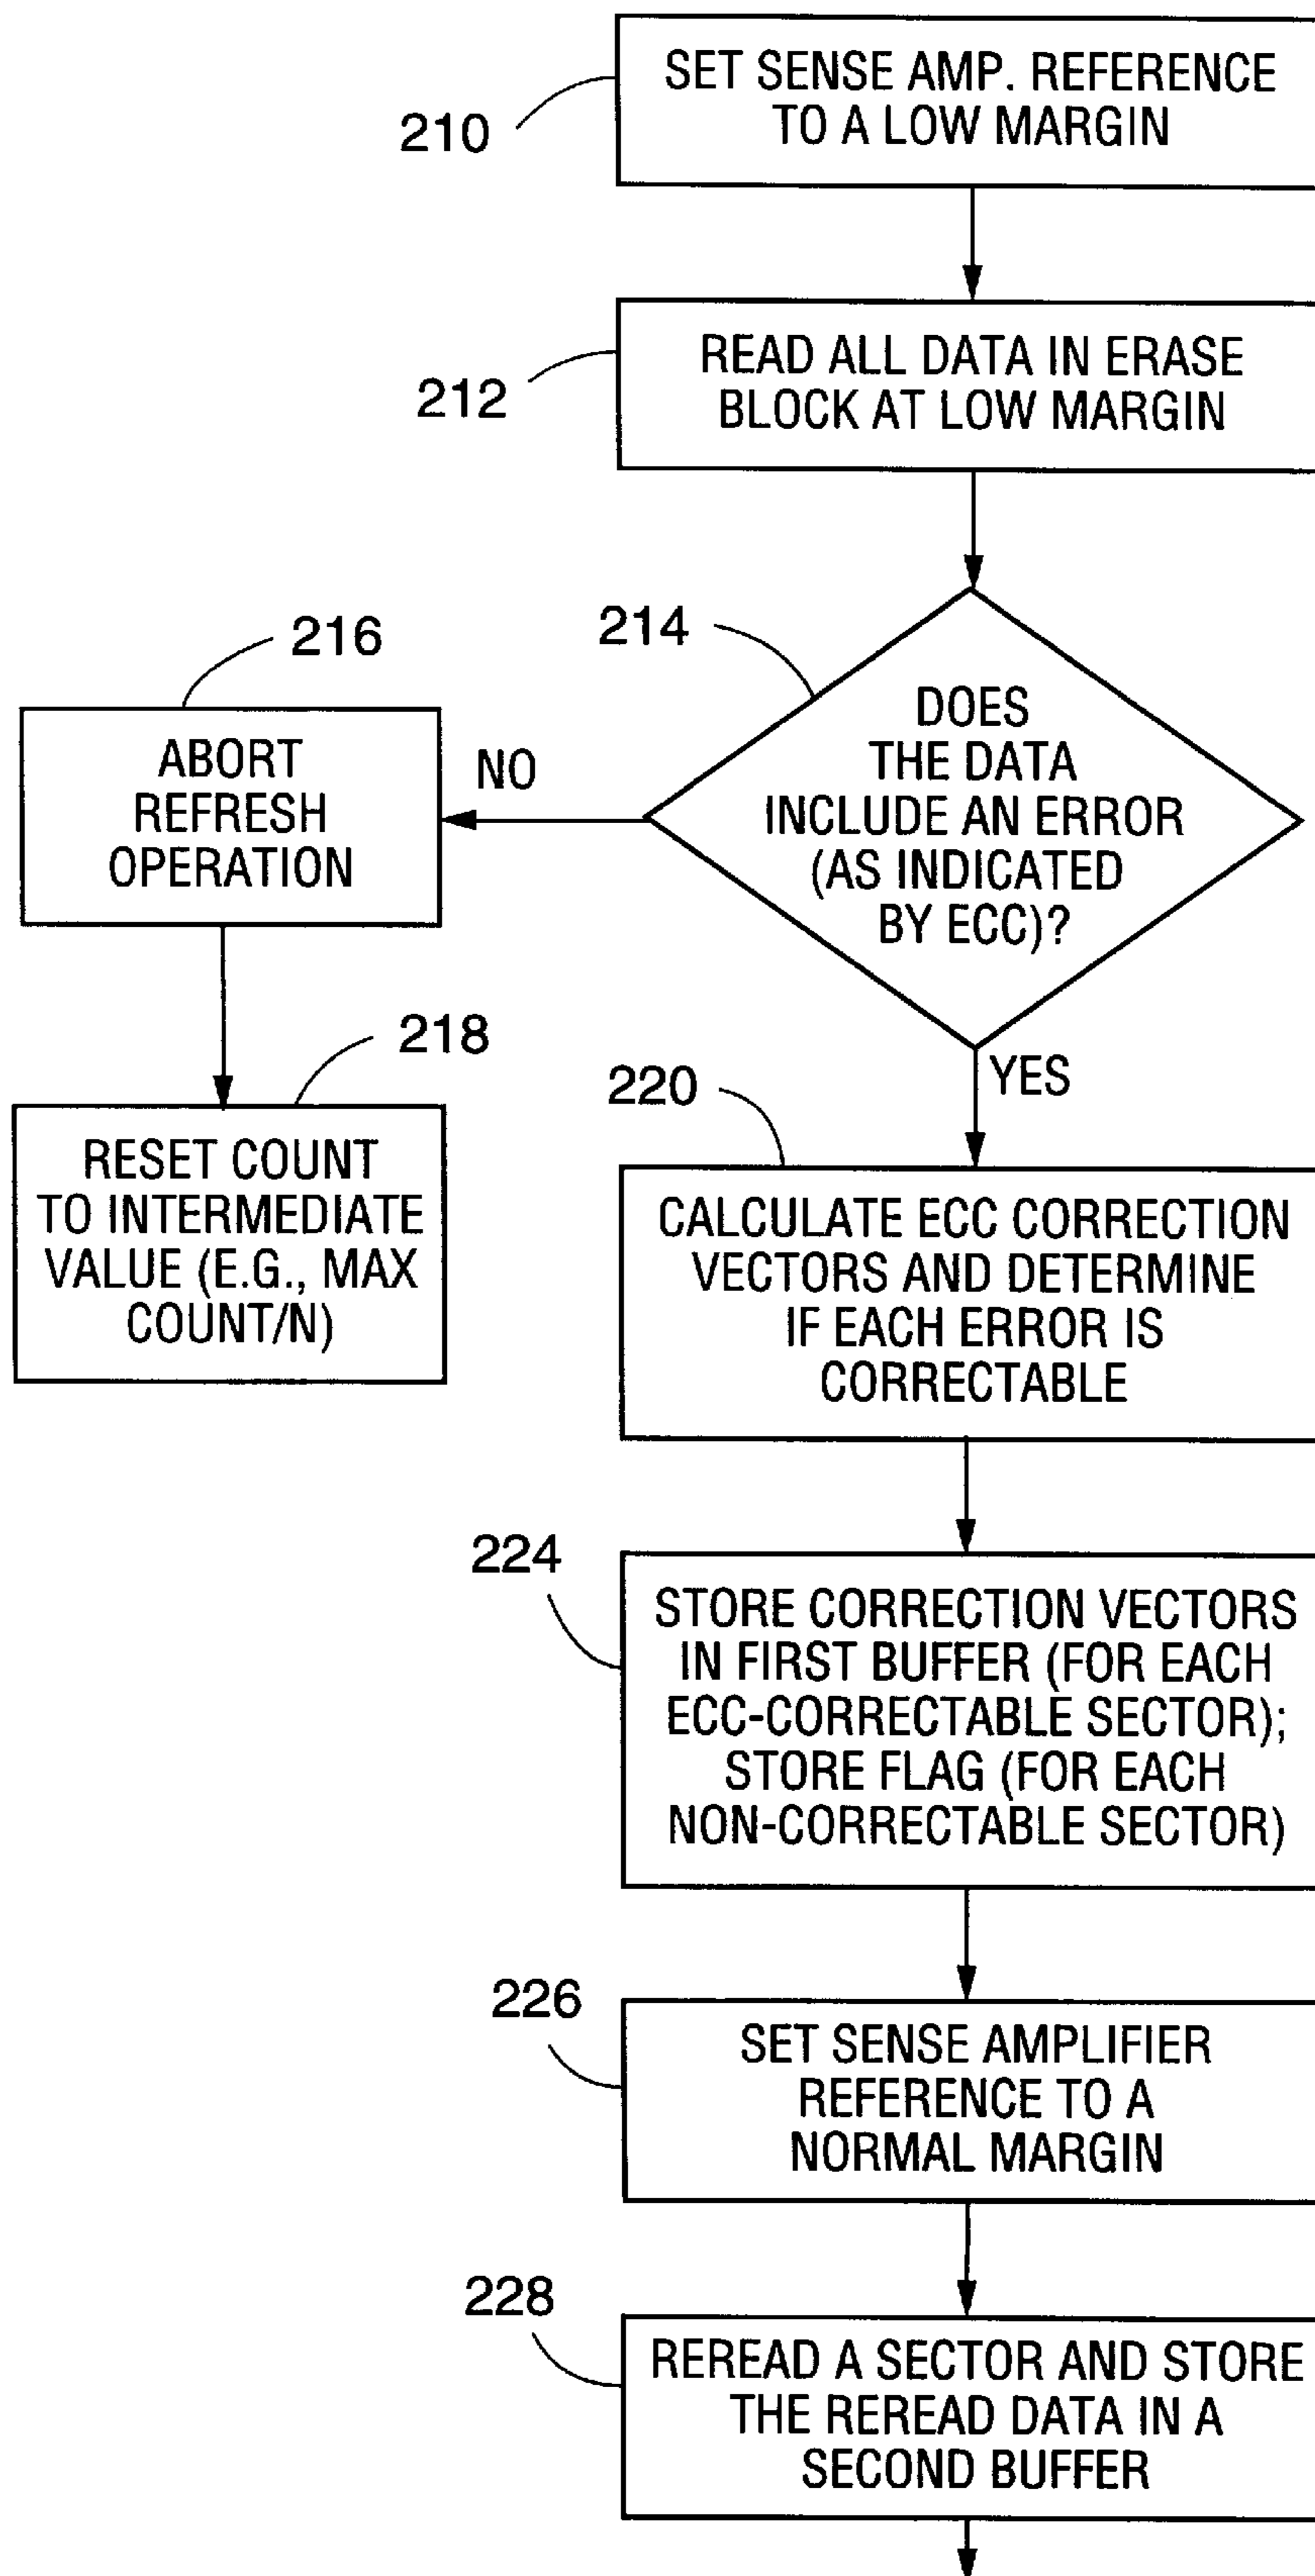 210
SET SENSE AMP. REFERENCE
TO A LOW MARGIN
212
READ ALL DATA IN ERASE
BLOCK AT LOW MARGIN
214
DOES
THE DATA
INCLUDE AN ERROR
(AS INDICATED
BY ECC)?
NO
216
ABORT
REFRESH
OPERATION
218
RESET COUNT
TO INTERMEDIATE
VALUE (E.G., MAX
COUNT/N)
YES
220
CALCULATE ECC CORRECTION
VECTORS AND DETERMINE
IF EACH ERROR IS
CORRECTABLE
224
STORE CORRECTION VECTORS
IN FIRST BUFFER (FOR EACH
ECC-CORRECTABLE SECTOR);
STORE FLAG (FOR EACH
NON-CORRECTABLE SECTOR)
226
SET SENSE AMPLIFIER
REFERENCE TO A
NORMAL MARGIN
228
REREAD A SECTOR AND STORE
THE REREAD DATA IN A
SECOND BUFFER